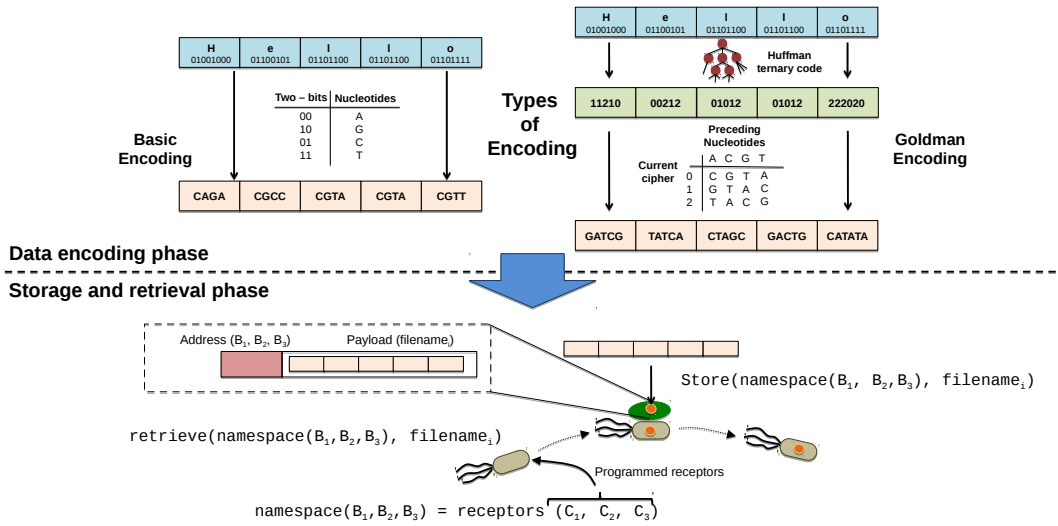 H e l l o
01001000 01100101 01101100 01101100 01101111
Two – bits Nucleotides
00 A
10 G
01 C
11 T
Basic
Encoding
CAGA CGCC CGTA CGTA CGTT
Types
of
Encoding
H e l l o
01001000 01100101 01101100 01101100 01101111
Huffman
ternary code
11210 00212 01012 01012 222020
Preceding
Nucleotides
A C G T
Current
cipher
0 C G T A
1 G T A C
2 T A C G
Goldman
Encoding
GATCG TATCA CTAGC GACTG CATATA
Data encoding phase
Storage and retrieval phase
Address (B1, B2, B3) Payload (filenamei)
Store(namespace(B1, B2,B3), filenamei)
retrieve(namespace(B1,B2,B3), filenamei)
Programmed receptors
namespace(B1,B2,B3) = receptors (C1, C2, C3)